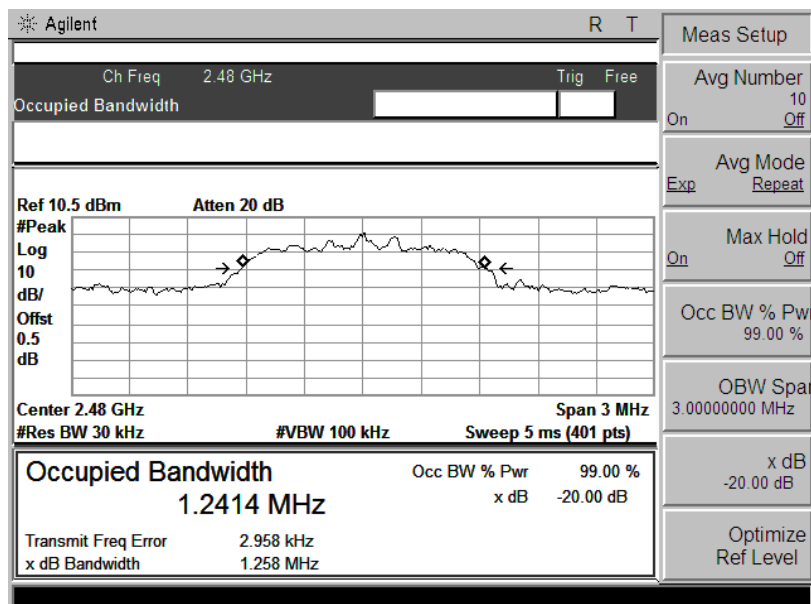 Agilent R T
Ch Freq 2.48 GHz Trig Free
Occupied Bandwidth
Ref 10.5 dBm Atten 20 dB
#Peak
Log
10
dB/
Offst
0.5
dB
Center 2.48 GHz Span 3 MHz
#Res BW 30 kHz #VBW 100 kHz Sweep 5 ms (401 pts)
Occupied Bandwidth
1.2414 MHz
Occ BW % Pwr 99.00 %
x dB -20.00 dB
Transmit Freq Error 2.958 kHz
x dB Bandwidth 1.258 MHz
Meas Setup
Avg Number
10
On Off
Avg Mode
Exp Repeat
Max Hold
On Off
Occ BW % Pwr
99.00 %
OBW Spa
3.00000000 MHz
x dB
-20.00 dB
Optimize
Ref Level